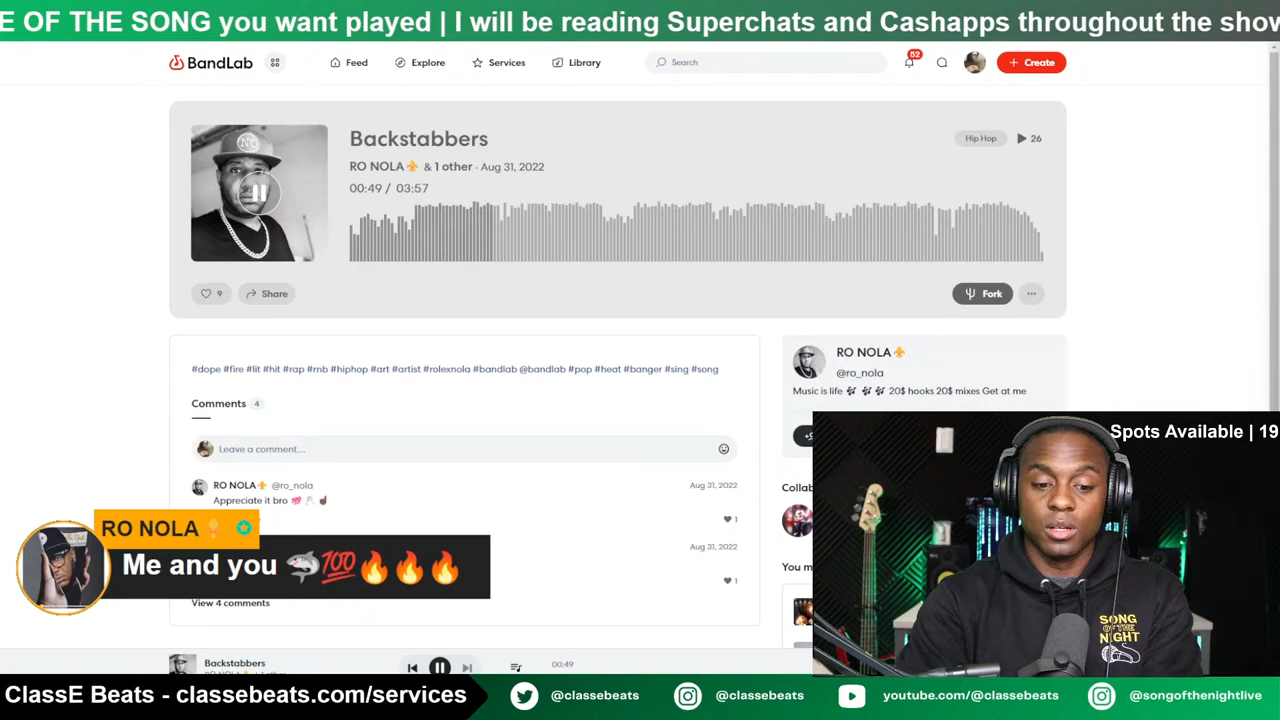 E OF THE SONG you want played | I will be reading Superchats and Cashapps throughout the show
BandLab
Feed
Explore
Services
Library
Search
52
Create
NO
Backstabbers
RO NOLA⚜️ & 1 other · Aug 31, 2022
00:49 / 03:57
Hip Hop
26
9
Share
Fork
#dope #fire #lit #hit #rap #rnb #hiphop #art #artist #rolexnola #bandlab @bandlab #pop #heat #banger #sing #song
Comments 4
Leave a comment...
RO NOLA⚜️ @ro_nola
Aug 31, 2022
Appreciate it bro 💯
1
Aug 31, 2022
1
View 4 comments
RO NOLA⚜️
@ro_nola
Music is life 🎶 🎶 🎶 20$ hooks 20$ mixes Get at me
Collab
You m
Spots Available | 19
RO NOLA⚜️
Me and you 🦈💯🔥🔥🔥
SONG
OF THE
NIGHT
Backstabbers
00:49
ClassE Beats - classebeats.com/services
@classebeats
@classebeats
youtube.com/@classebeats
@songofthenightlive